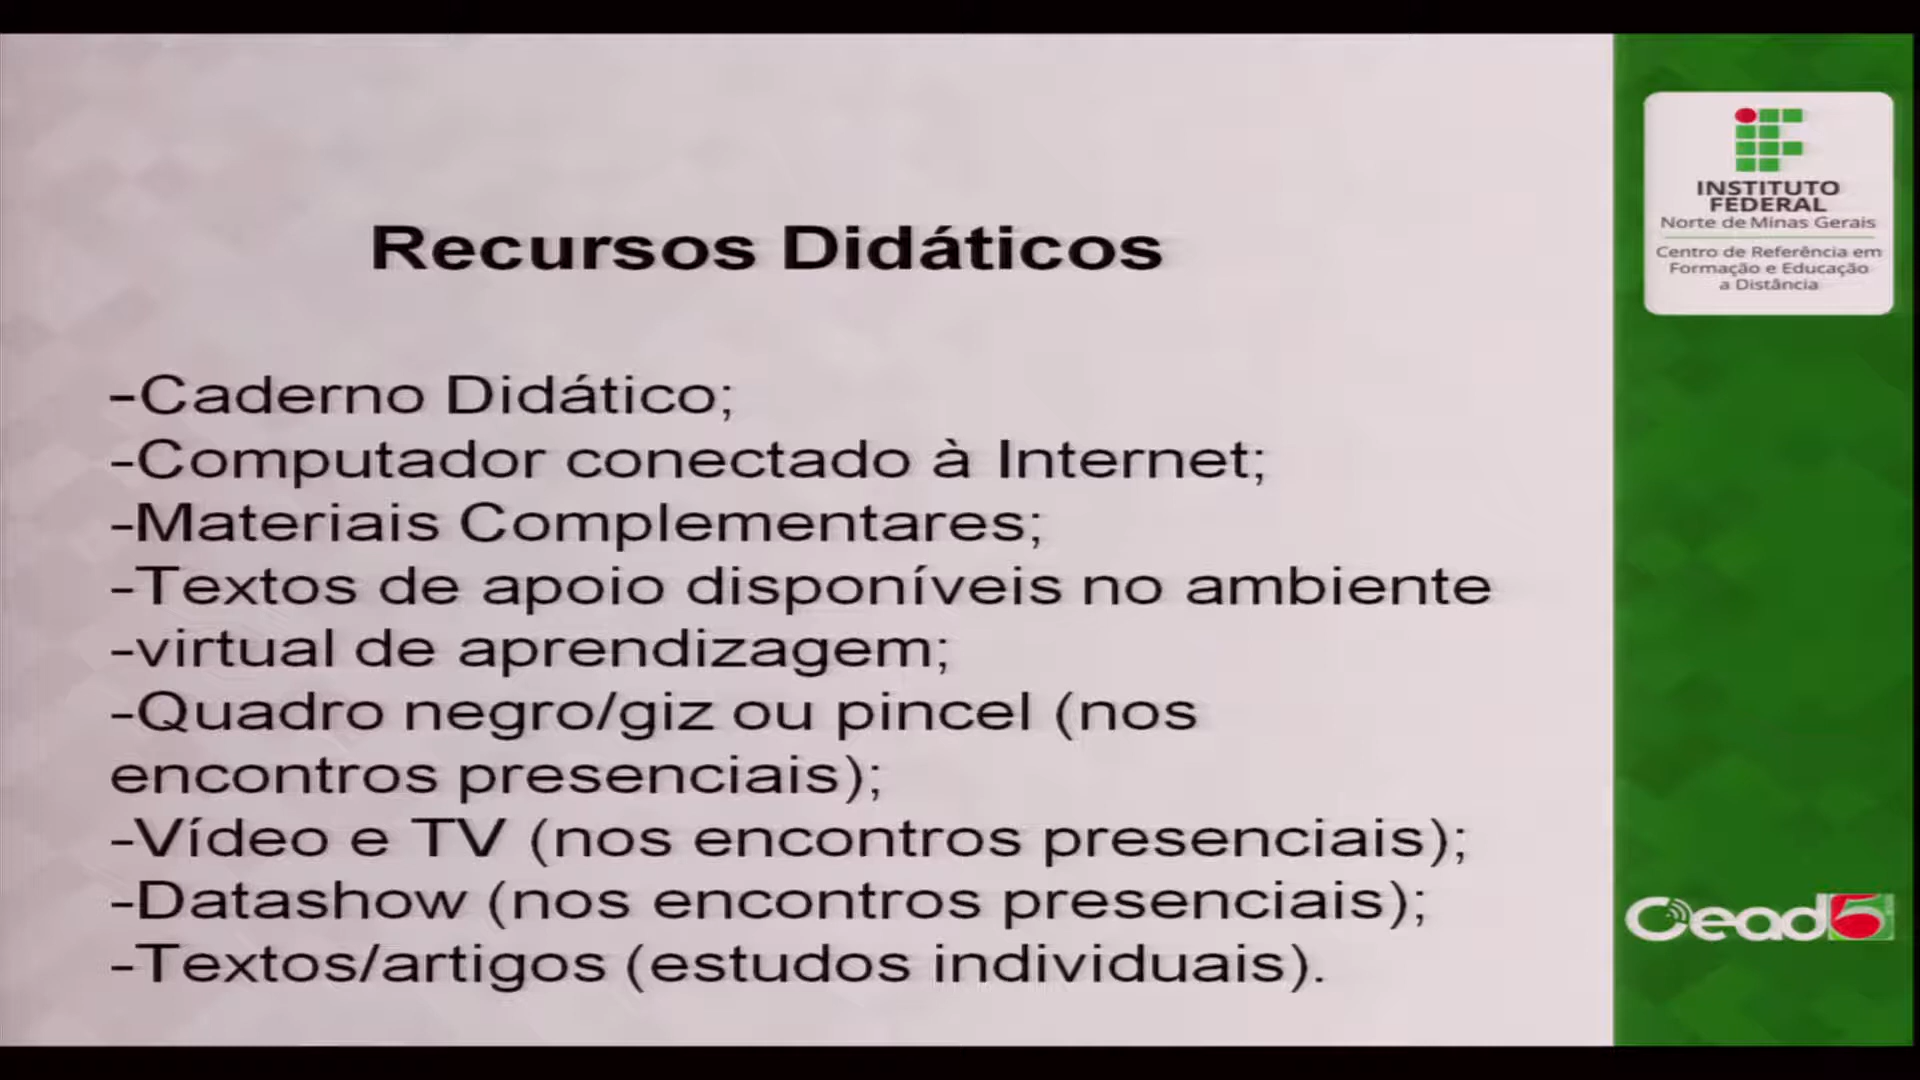 Recursos Didáticos
-Caderno Didático;
-Computador conectado à Internet;
-Materiais Complementares;
-Textos de apoio disponíveis no ambiente
-virtual de aprendizagem;
-Quadro negro/giz ou pincel (nos
encontros presenciais);
-Vídeo e TV (nos encontros presenciais);
-Datashow (nos encontros presenciais);
-Textos/artigos (estudos individuais).
INSTITUTO
FEDERAL
Norte de Minas Gerais
Centro de Referência em
Formação e Educação
a Distância
Cead5